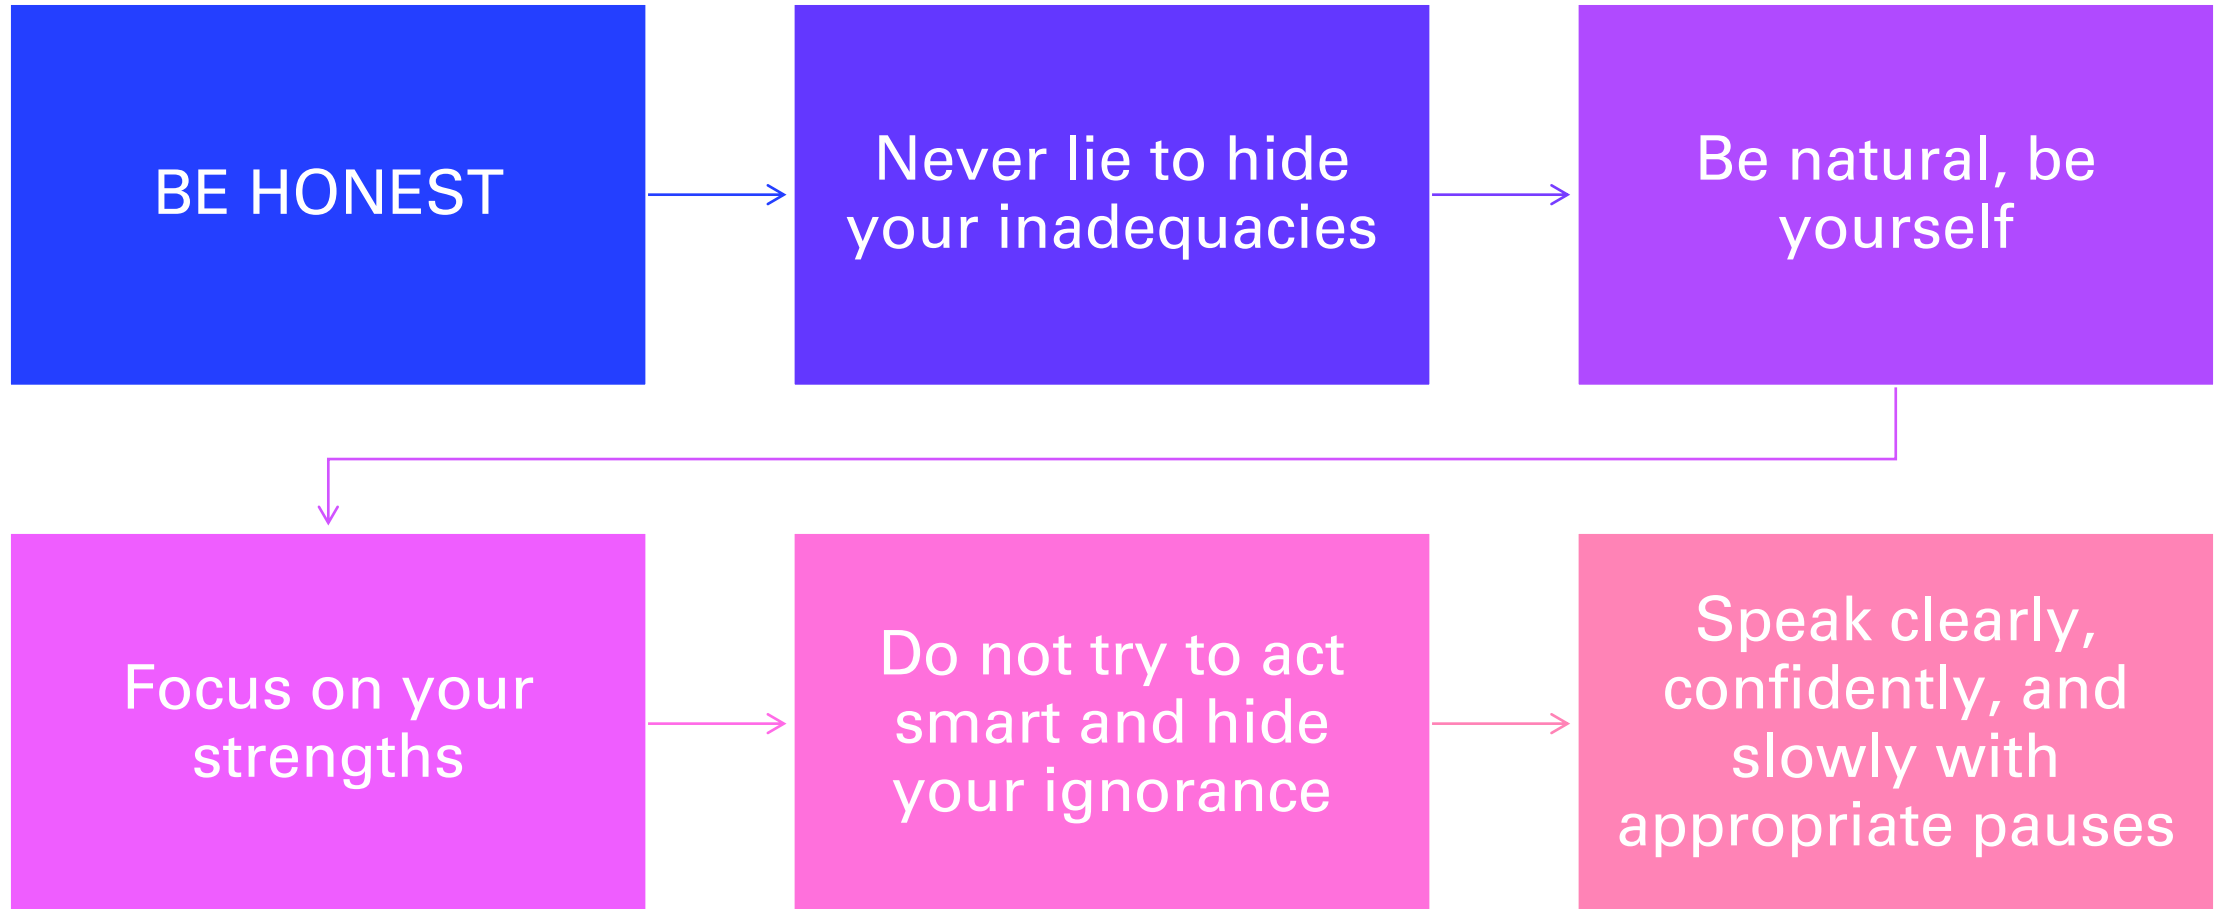 BE HONEST
Never lie to hide
your inadequacies
Be natural, be
yourself
Focus on your
strengths
Do not try to act
smart and hide
your ignorance
Speak clearly,
confidently, and
slowly with
appropriate pauses